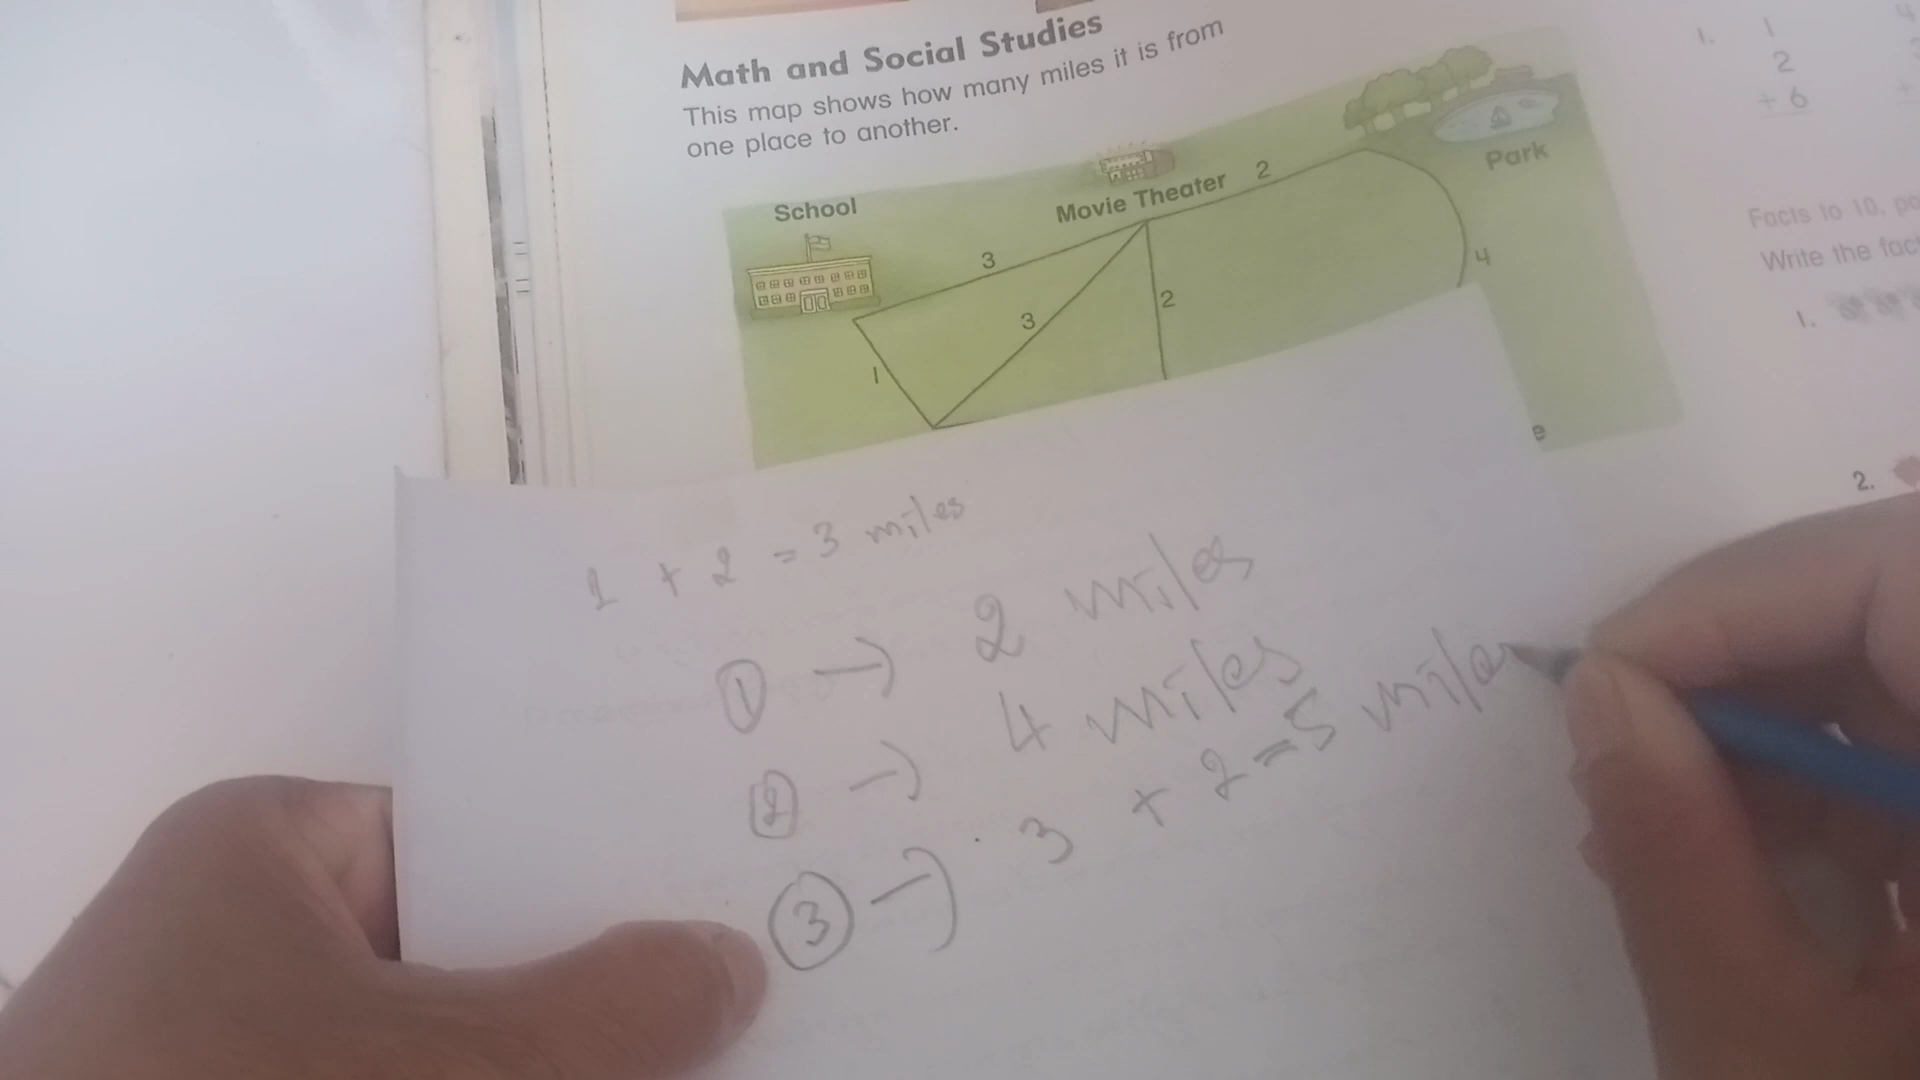 Math and Social Studies
This map shows how many miles it is from
one place to another.
School
Movie Theater
Park
2
3
4
3
2
1
e
1 + 2 = 3 miles
① → 2 miles
② → 4 miles
③ → 3 + 2 = 5 miles
1. 1
2
+ 6
4
+
Facts to 10,
Write the
1.
2.